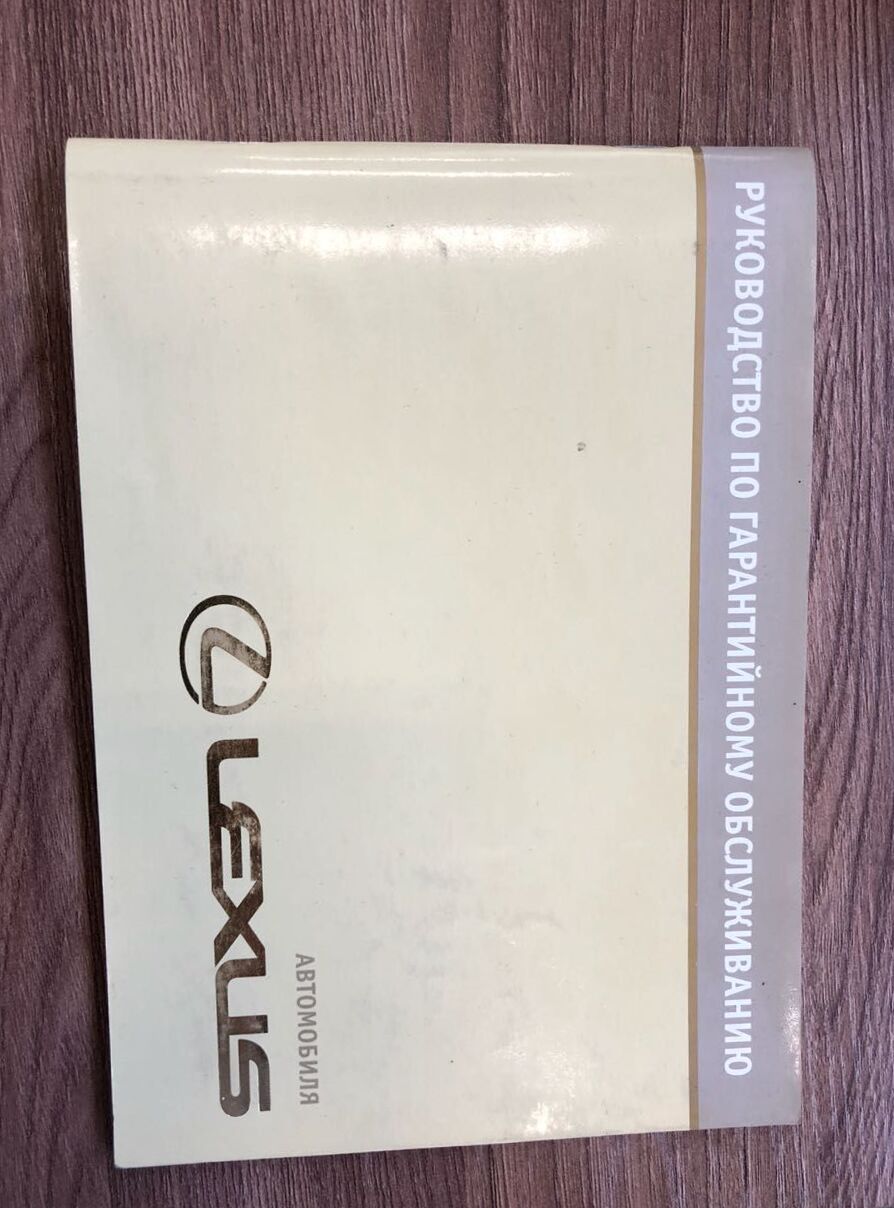 РУКОВОДСТВО ПО ГАРАНТИЙНОМУ ОБСЛУЖИВАНИЮ
АВТОМОБИЛЯ
LEXUS